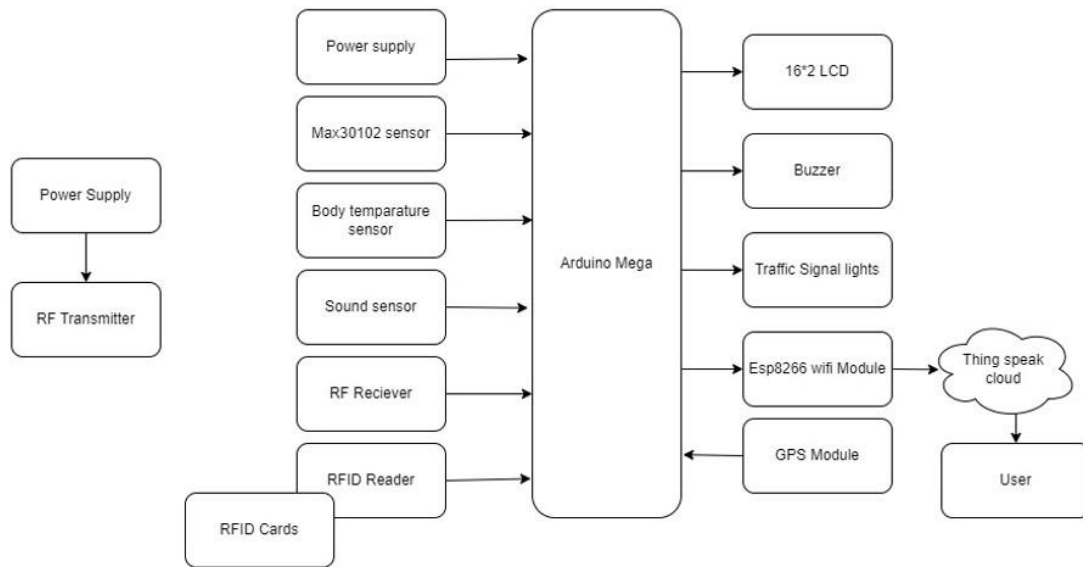 Power supply
Max30102 sensor
Body temparature
sensor
Sound sensor
RF Reciever
RFID Reader
RFID Cards
Power Supply
RF Transmitter
Arduino Mega
16*2 LCD
Buzzer
Traffic Signal lights
Esp8266 wifi Module
GPS Module
Thing speak
cloud
User